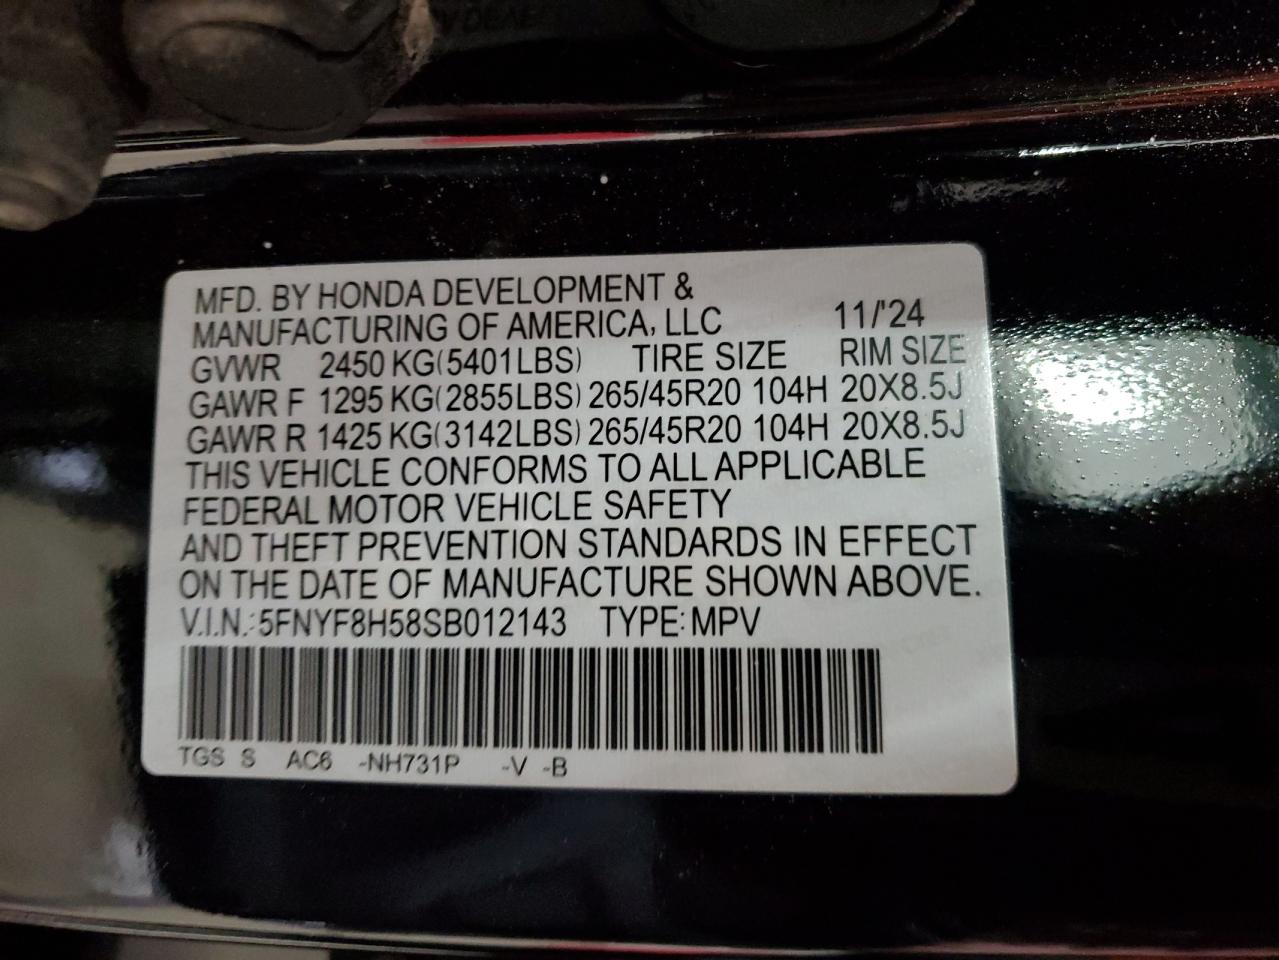 MFD. BY HONDA DEVELOPMENT &
MANUFACTURING OF AMERICA, LLC 11/'24
GVWR 2450 KG(5401LBS) TIRE SIZE RIM SIZE
GAWR F 1295 KG(2855LBS) 265/45R20 104H 20X8.5J
GAWR R 1425 KG(3142LBS) 265/45R20 104H 20X8.5J
THIS VEHICLE CONFORMS TO ALL APPLICABLE
FEDERAL MOTOR VEHICLE SAFETY
AND THEFT PREVENTION STANDARDS IN EFFECT
ON THE DATE OF MANUFACTURE SHOWN ABOVE.
V.I.N.: 5FNYF8H58SB012143 TYPE: MPV
TGS S AC6 -NH731P -V -B